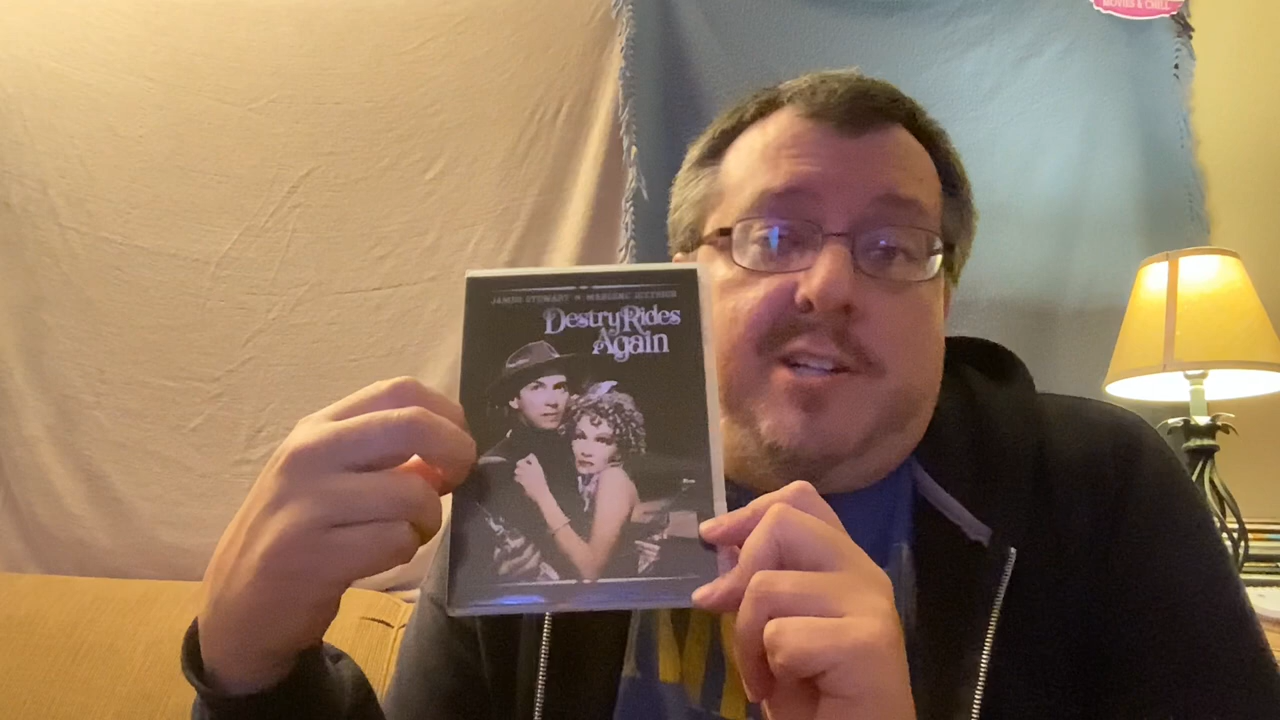 MOVIES & CHILL
JAMES STEWART MARLENE DIETRICH
Destry Rides
Again